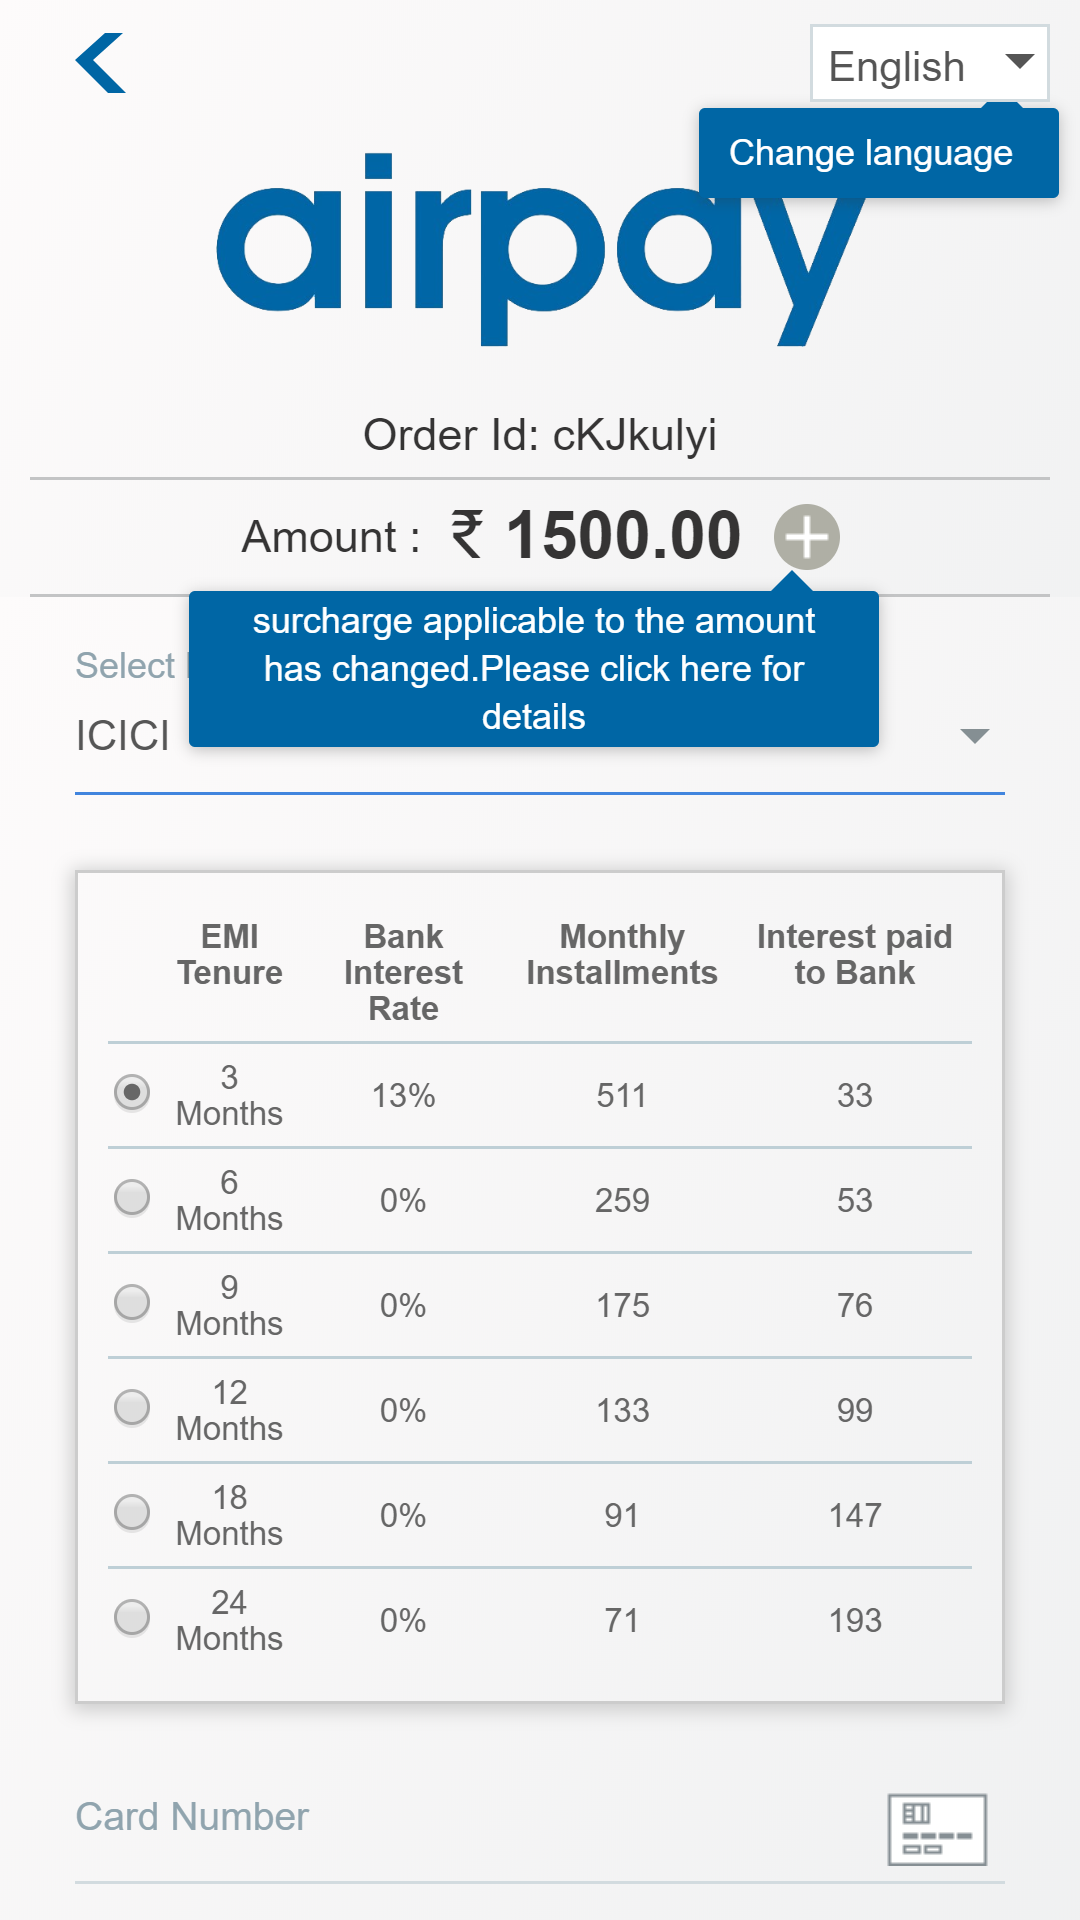 English
Change language
airpay
Order Id: cKJkulyi
Amount : ₹ 1500.00
surcharge applicable to the amount
has changed.Please click here for
details
Select
ICICI
EMI Tenure
Bank Interest Rate
Monthly Installments
Interest paid to Bank
3 Months 13% 511 33
6 Months 0% 259 53
9 Months 0% 175 76
12 Months 0% 133 99
18 Months 0% 91 147
24 Months 0% 71 193
Card Number